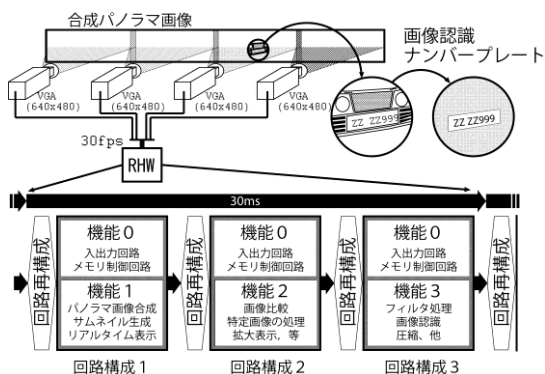 合成パノラマ画像
画像認識
ナンバープレート
VGA
(640x480)
VGA
(640x480)
VGA
(640x480)
VGA
(640x480)
ZZ ZZ999
ZZ ZZ999
30fps
RHW
30ms
回路再構成
機能0
入出力回路
メモリ制御回路
機能1
パノラマ画像合成
サムネイル生成
リアルタイム表示
回路構成1
回路再構成
機能0
入出力回路
メモリ制御回路
機能2
画像比較
特定画像の処理
拡大表示，等
回路構成2
回路再構成
機能0
入出力回路
メモリ制御回路
機能3
フィルタ処理
画像認識
圧縮、他
回路構成3
回路再構成